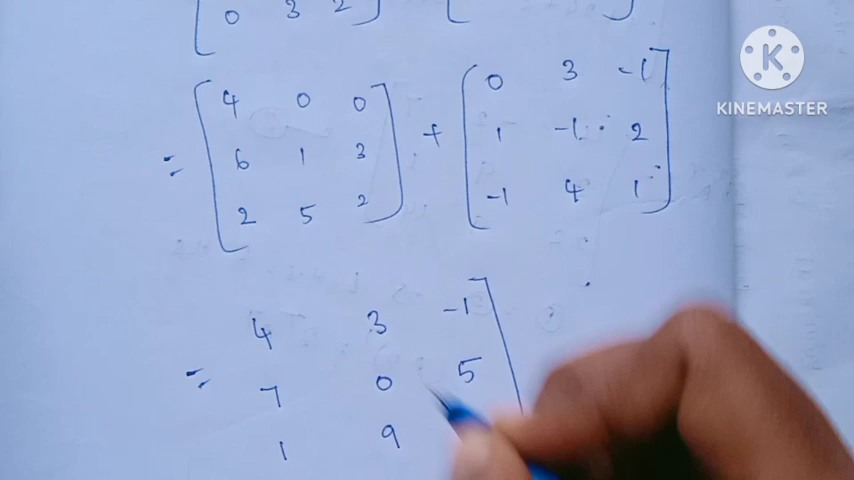 0 3 2
= [ 4 0 0 ] + [ 0 3 -1 ]
6 1 3 1 -1 2
2 5 2 -1 4 1
K
KINEMASTER
= 4 3 -1 ]
7 0 5
1 9